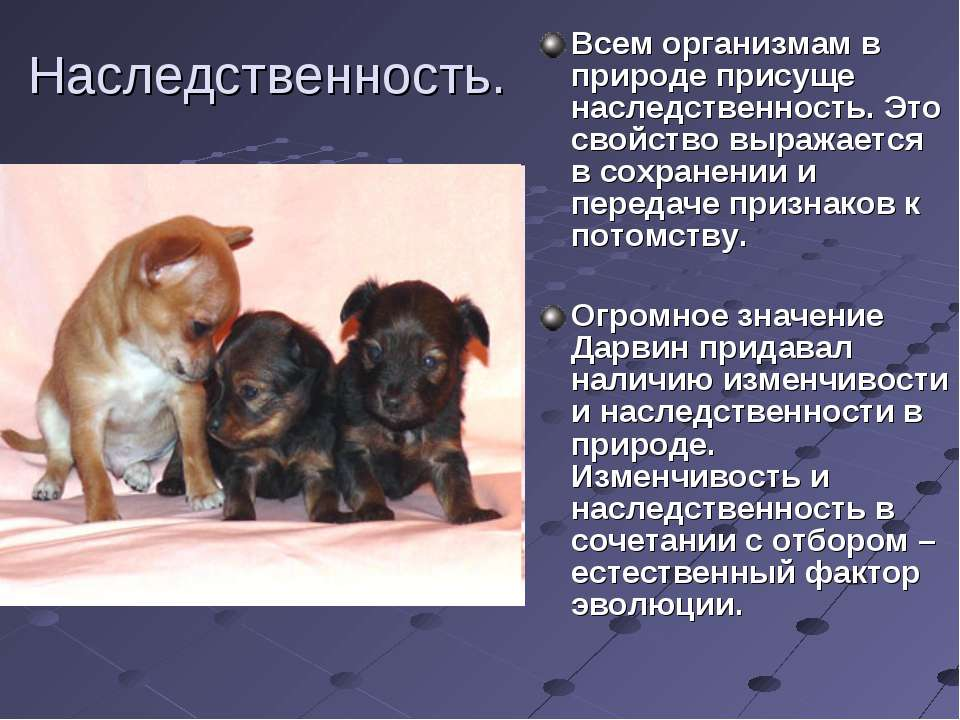 Наследственность.
Всем организмам в
природе присуще
наследственность. Это
свойство выражается
в сохранении и
передаче признаков к
потомству.
Огромное значение
Дарвин придавал
наличию изменчивости
и наследственности в
природе.
Изменчивость и
наследственность в
сочетании с отбором –
естественный фактор
эволюции.